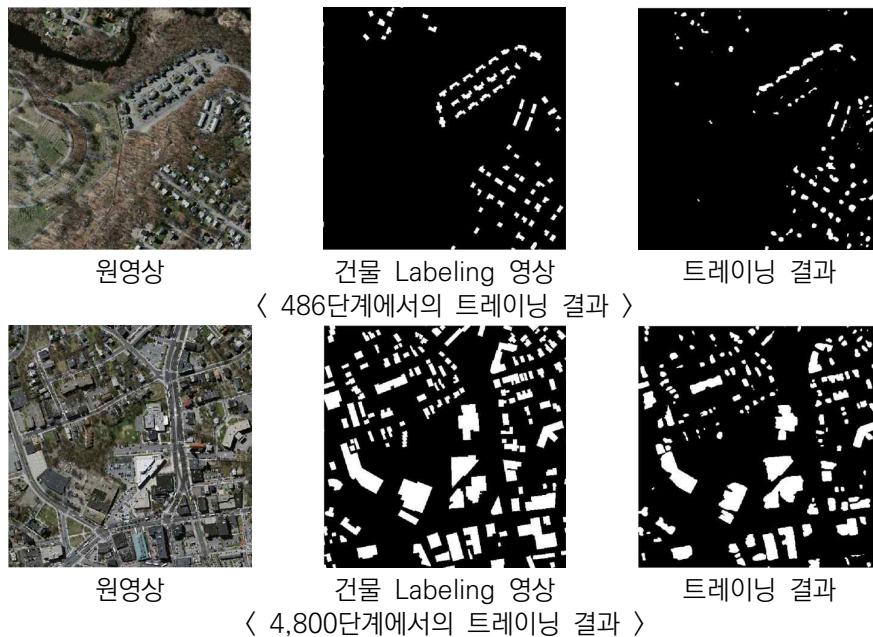 원영상 건물 Labeling 영상 트레이닝 결과
〈 486단계에서의 트레이닝 결과 〉
원영상 건물 Labeling 영상 트레이닝 결과
〈 4,800단계에서의 트레이닝 결과 〉